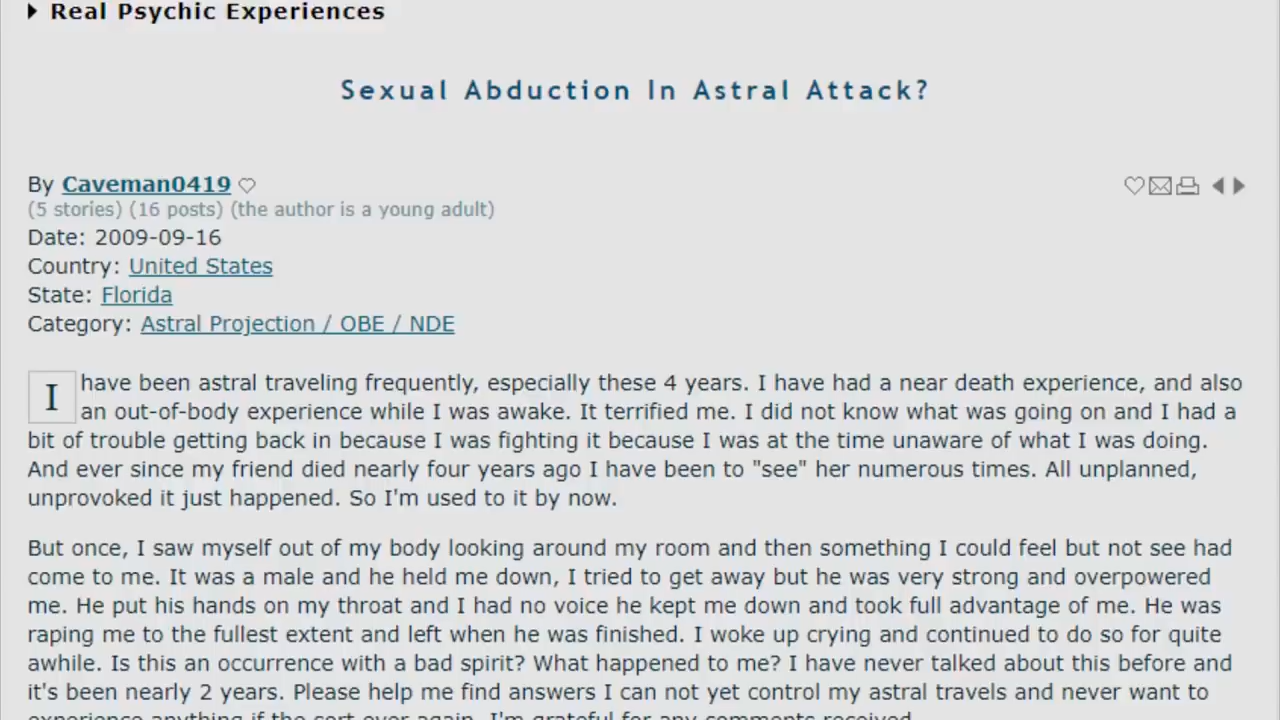 Real Psychic Experiences
Sexual Abduction In Astral Attack?
By Caveman0419
(5 stories) (16 posts) (the author is a young adult)
Date: 2009-09-16
Country: United States
State: Florida
Category: Astral Projection / OBE / NDE
I have been astral traveling frequently, especially these 4 years. I have had a near death experience, and also
an out-of-body experience while I was awake. It terrified me. I did not know what was going on and I had a
bit of trouble getting back in because I was fighting it because I was at the time unaware of what I was doing.
And ever since my friend died nearly four years ago I have been to "see" her numerous times. All unplanned,
unprovoked it just happened. So I'm used to it by now.
But once, I saw myself out of my body looking around my room and then something I could feel but not see had
come to me. It was a male and he held me down, I tried to get away but he was very strong and overpowered
me. He put his hands on my throat and I had no voice he kept me down and took full advantage of me. He was
raping me to the fullest extent and left when he was finished. I woke up crying and continued to do so for quite
awhile. Is this an occurrence with a bad spirit? What happened to me? I have never talked about this before and
it's been nearly 2 years. Please help me find answers I can not yet control my astral travels and never want to
experience anything if the sort ever again. I'm grateful for any comments received.